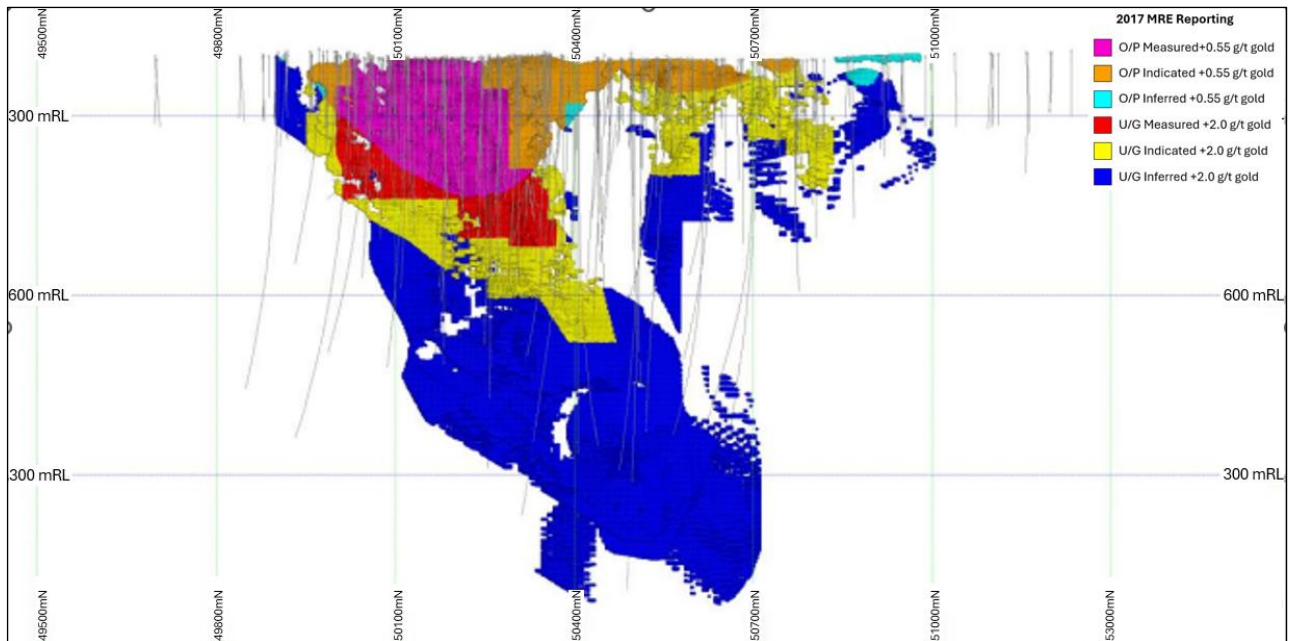 49500mN
49800mN
50100mN
50400mN
50700mN
51000mN
2017 MRE Reporting
O/P Measured+0.55 g/t gold
O/P Indicated +0.55 g/t gold
O/P Inferred +0.55 g/t gold
U/G Measured +2.0 g/t gold
U/G Indicated +2.0 g/t gold
U/G Inferred +2.0 g/t gold
300 mRL
600 mRL
600 mRL
300 mRL
300 mRL
495000mN
49800mN
50100mN
50400mN
50700mN
51000mN
53000mN